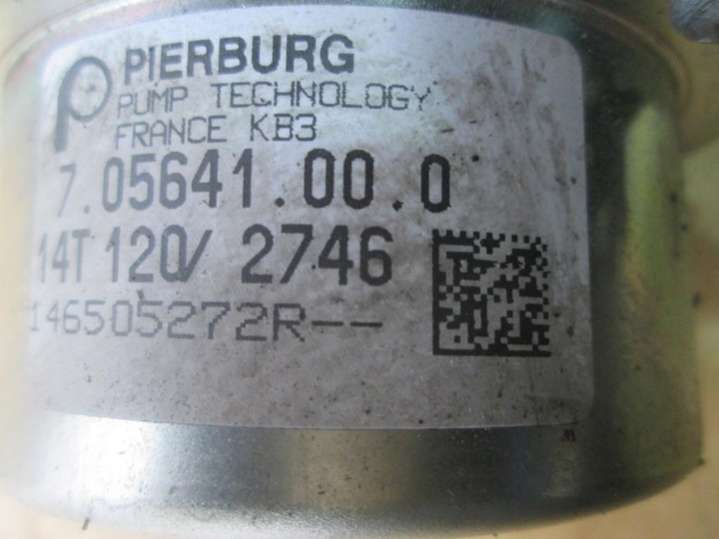 PIERBURG
PUMP TECHNOLOGY
FRANCE KB3
7.05641.00.0
14T 120/ 2746
146505272R--